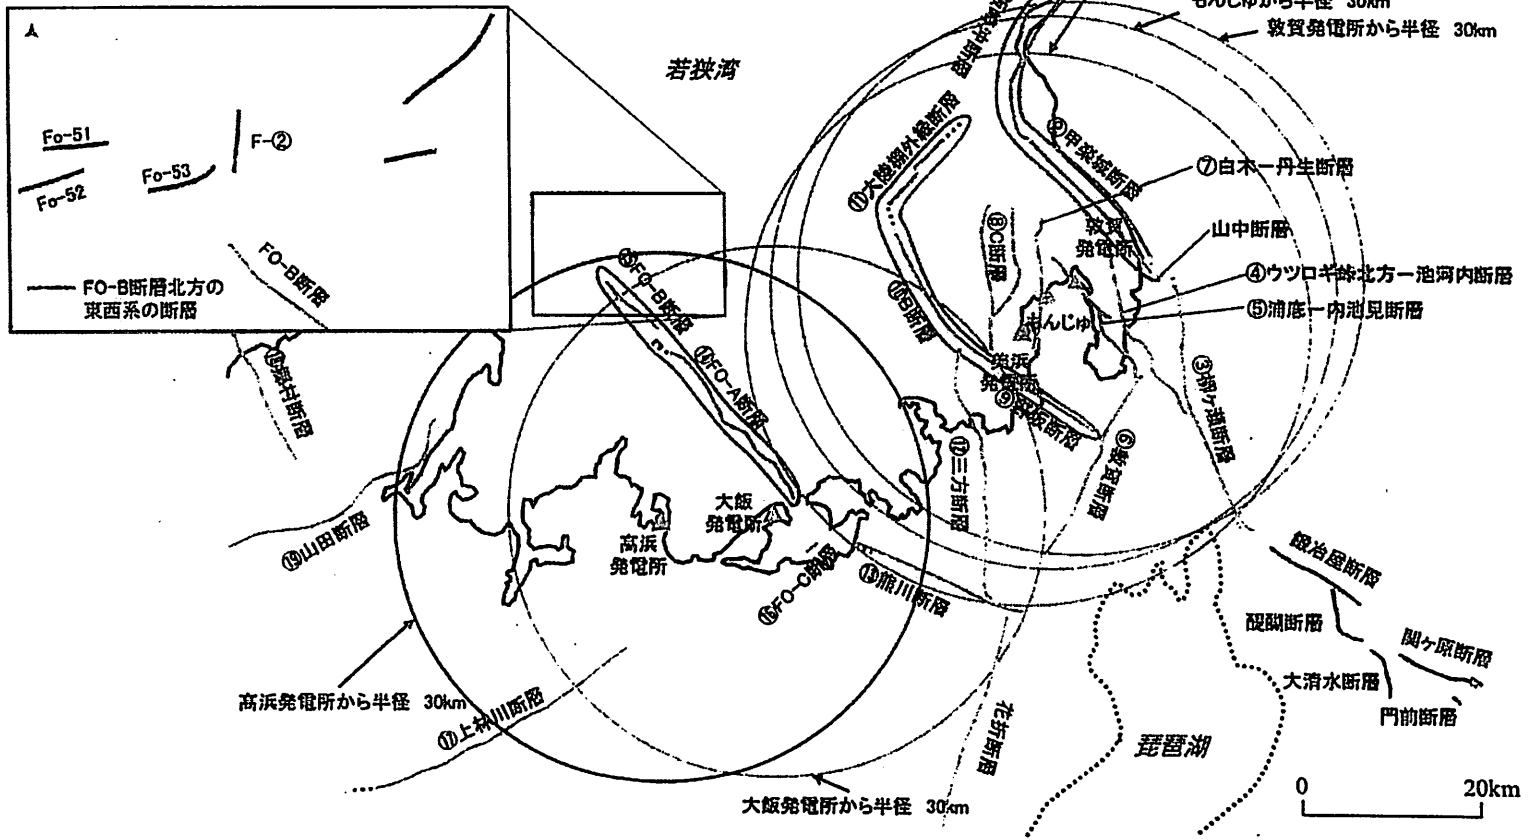 もんじゅから半径 30km
敦賀発電所から半径 30km
若狭湾
Fo-51
Fo-52
Fo-53
F-②
FO-B断層
FO-B断層北方の
東西系の断層
⑪大陸棚外縁断層
甲楽城断層
⑦白木－丹生断層
山中断層
④ウツロギ峠北方－池河内断層
⑤浦底－内池見断層
⑧C断層
敦賀
発電所
もんじゅ
⑩B断層
美浜
発電所
⑨野坂断層
③柳ヶ瀬断層
⑥敦賀断層
⑫三方断層
⑮FO-B断層
⑭FO-A断層
⑲山田断層
高浜
発電所
大飯
発電所
⑯FO-C断層
⑬熊川断層
高浜発電所から半径 30km
⑰上林川断層
大飯発電所から半径 30km
花折断層
琵琶湖
鍛冶屋断層
醍醐断層
関ヶ原断層
大清水断層
門前断層
0
20km